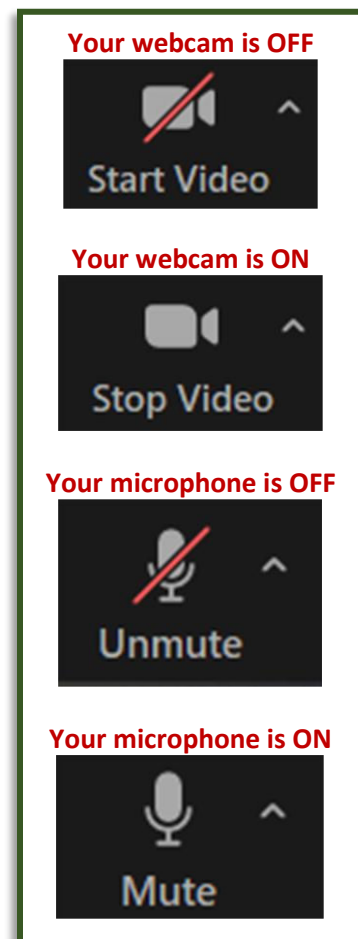 Your webcam is OFF
Start Video
Your webcam is ON
Stop Video
Your microphone is OFF
Unmute
Your microphone is ON
Mute